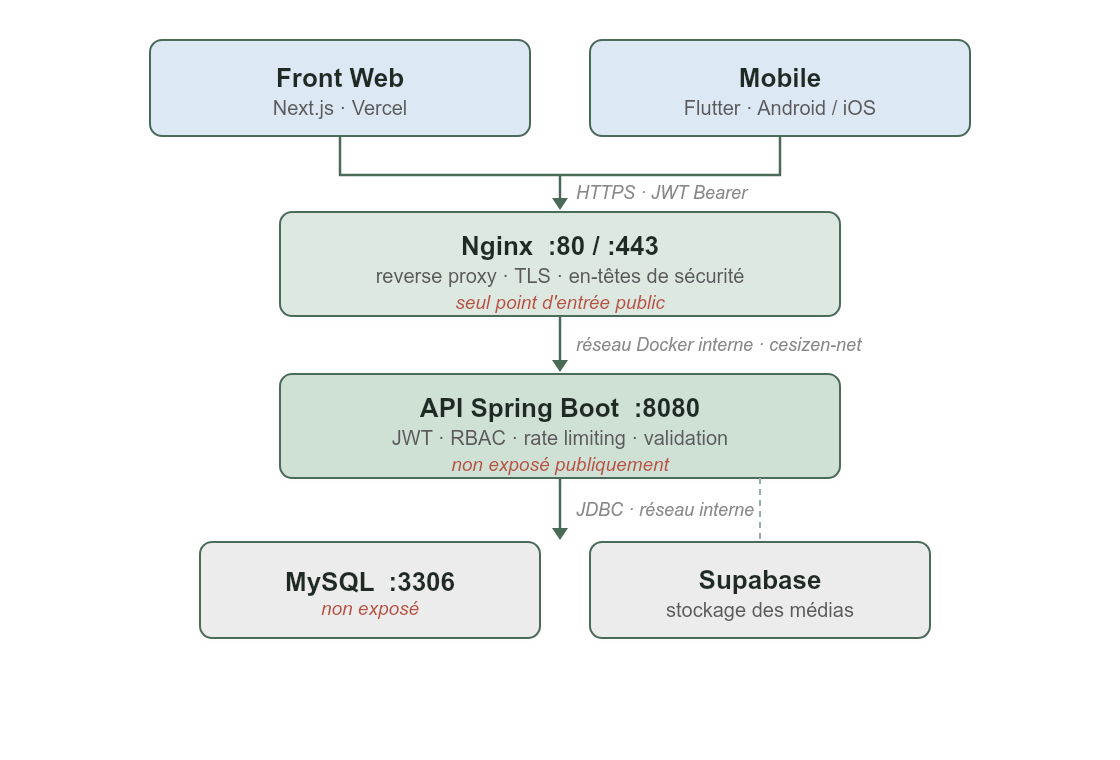 Front Web
Next.js · Vercel
Mobile
Flutter · Android / iOS
HTTPS · JWT Bearer
Nginx :80 / :443
reverse proxy · TLS · en-têtes de sécurité
seul point d'entrée public
réseau Docker interne · cesizen-net
API Spring Boot :8080
JWT · RBAC · rate limiting · validation
non exposé publiquement
JDBC · réseau interne
MySQL :3306
non exposé
Supabase
stockage des médias